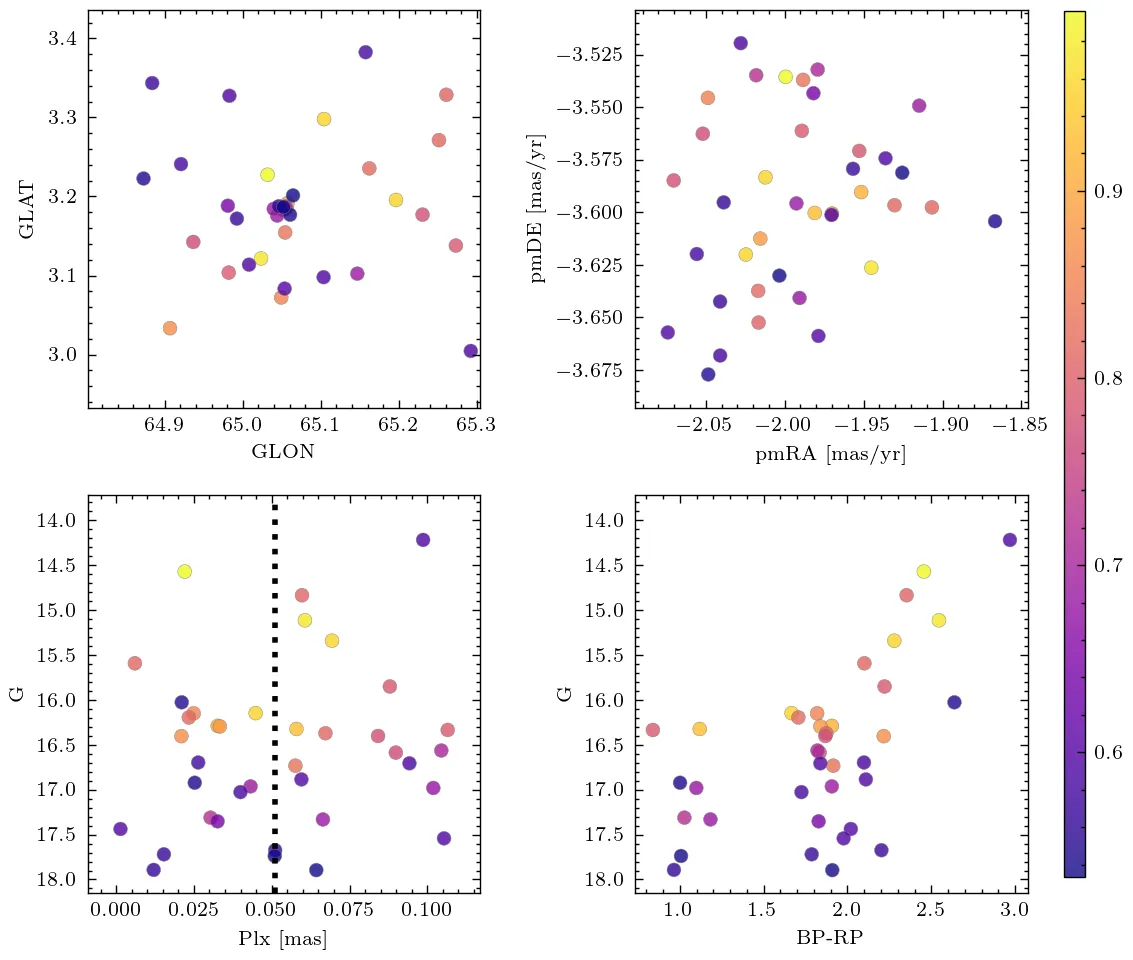 3.4
3.3
3.2
3.1
3.0
GLAT
64.9 65.0 65.1 65.2 65.3
GLON
−3.525
−3.550
−3.575
−3.600
−3.625
−3.650
−3.675
pmDE [mas/yr]
−2.05 −2.00 −1.95 −1.90 −1.85
pmRA [mas/yr]
0.9
0.8
0.7
0.6
14.0
14.5
15.0
15.5
16.0
16.5
17.0
17.5
18.0
G
0.000 0.025 0.050 0.075 0.100
Plx [mas]
14.0
14.5
15.0
15.5
16.0
16.5
17.0
17.5
18.0
G
1.0 1.5 2.0 2.5 3.0
BP-RP